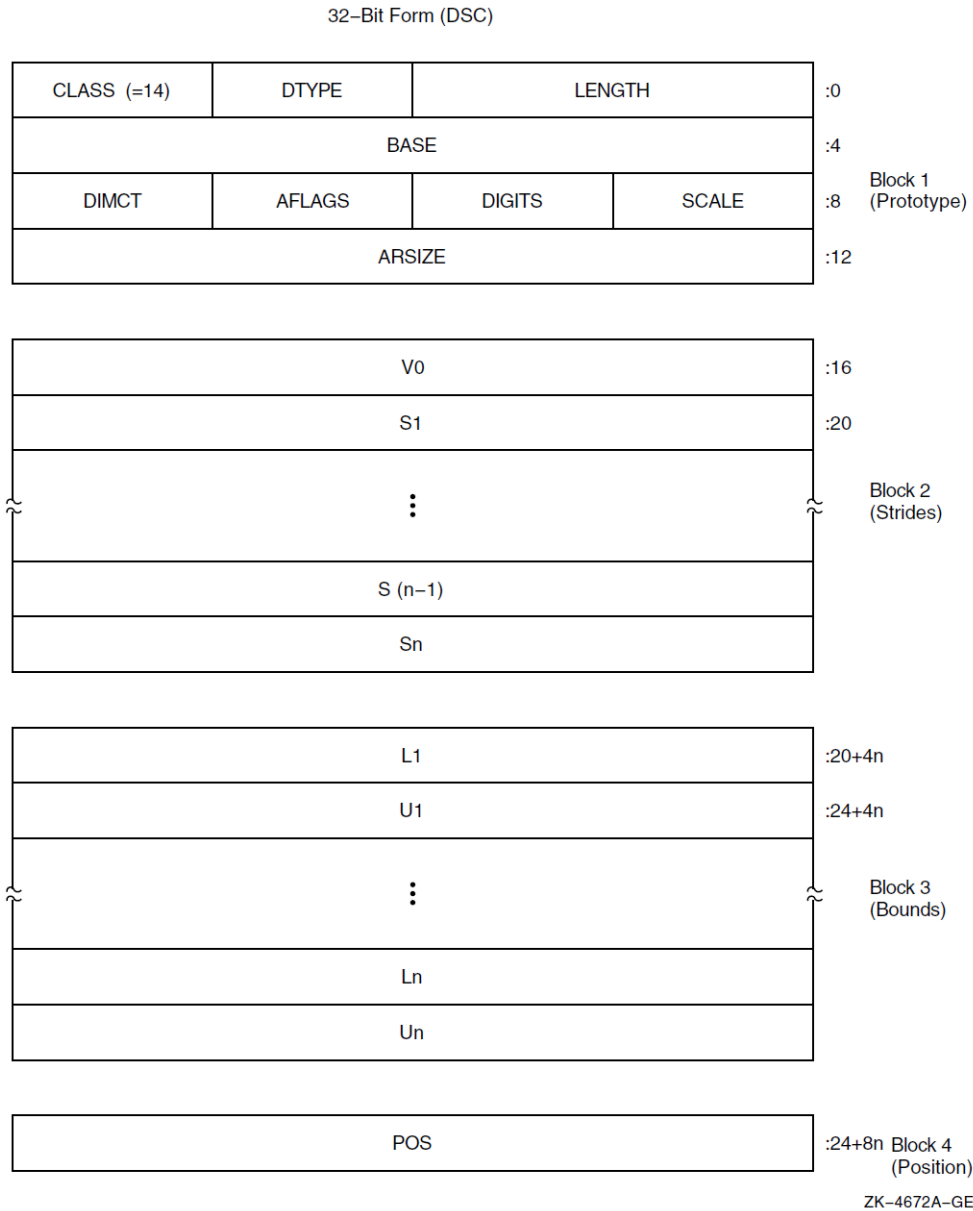 32–Bit Form (DSC)
CLASS (=14) DTYPE LENGTH :0
BASE :4
DIMCT AFLAGS DIGITS SCALE :8
ARSIZE :12
Block 1
(Prototype)
V0 :16
S1 :20
S (n–1)
Sn
Block 2
(Strides)
L1 :20+4n
U1 :24+4n
Ln
Un
Block 3
(Bounds)
POS :24+8n
Block 4
(Position)
ZK–4672A–GE